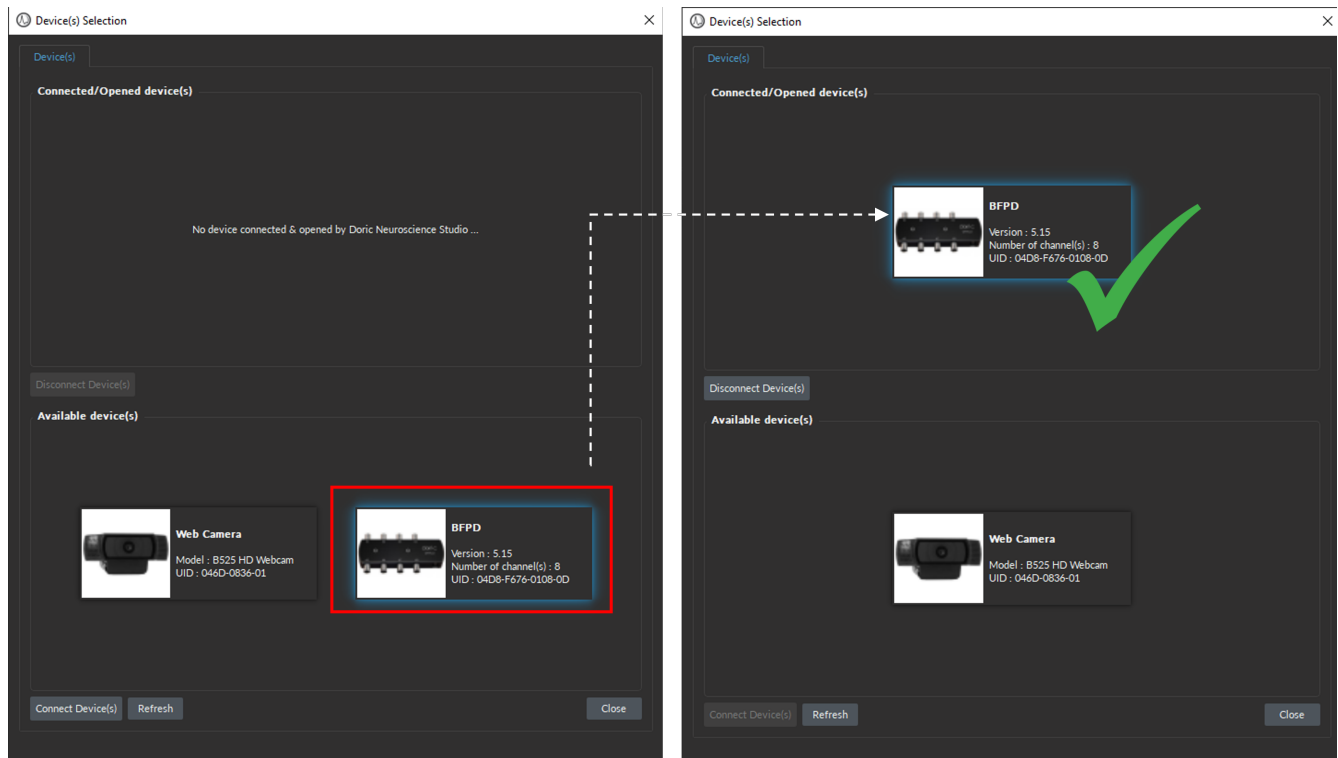 Device(s) Selection
Device(s)
Connected/Opened device(s)
No device connected & opened by Doric Neuroscience Studio ...
Disconnect Device(s)
Available device(s)
Web Camera
Model : B525 HD Webcam
UID : 046D-0836-01
BFPD
Version : 5.15
Number of channel(s) : 8
UID : 04D8-F676-0108-0D
Connect Device(s)
Refresh
Close
Device(s) Selection
Device(s)
Connected/Opened device(s)
BFPD
Version : 5.15
Number of channel(s) : 8
UID : 04D8-F676-0108-0D
Disconnect Device(s)
Available device(s)
Web Camera
Model : B525 HD Webcam
UID : 046D-0836-01
Connect Device(s)
Refresh
Close